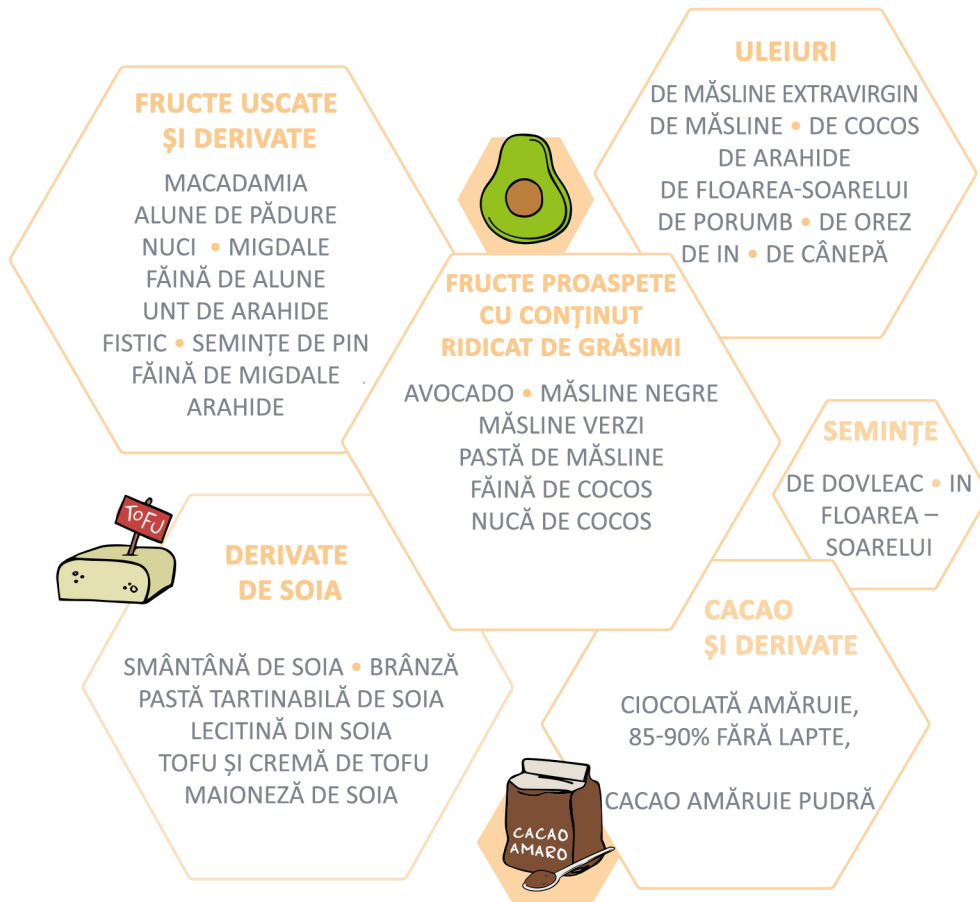 FRUCTE USCATE
ȘI DERIVATE
MACADAMIA
ALUNE DE PĂDURE
NUCI • MIGDALE
FĂINĂ DE ALUNE
UNT DE ARAHIDE
FISTIC • SEMINȚE DE PIN
FĂINĂ DE MIGDALE .
ARAHIDE
ULEIURI
DE MĂSLINE EXTRAVIRGIN
DE MĂSLINE • DE COCOS
DE ARAHIDE
DE FLOAREA-SOARELUI
DE PORUMB • DE OREZ
DE IN • DE CÂNEPĂ
FRUCTE PROASPETE
CU CONȚINUT
RIDICAT DE GRĂSIMI
AVOCADO • MĂSLINE NEGRE
MĂSLINE VERZI
PASTĂ DE MĂSLINE
FĂINĂ DE COCOS
NUCĂ DE COCOS
SEMINȚE
DE DOVLEAC • IN
FLOAREA –
SOARELUI
TOFU
DERIVATE
DE SOIA
SMÂNTÂNĂ DE SOIA • BRÂNZĂ
PASTĂ TARTINABILĂ DE SOIA
LECITINĂ DIN SOIA
TOFU ȘI CREMĂ DE TOFU
MAIONEZĂ DE SOIA
CACAO
ȘI DERIVATE
CIOCOLATĂ AMĂRUIE,
85-90% FĂRĂ LAPTE,
CACAO AMĂRUIE PUDRĂ
CACAO
AMARO